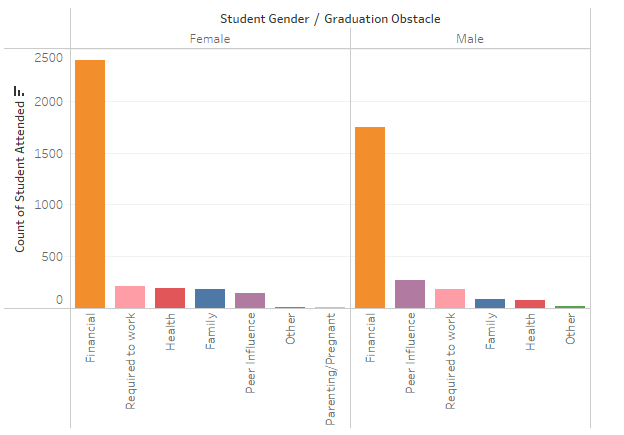 Student Gender / Graduation Obstacle
Female
Male
Count of Student Attended
2500
2000
1500
1000
500
0
Financial
Required to work
Health
Family
Peer Influence
Other
Parenting/Pregnant
Financial
Peer Influence
Required to work
Family
Health
Other